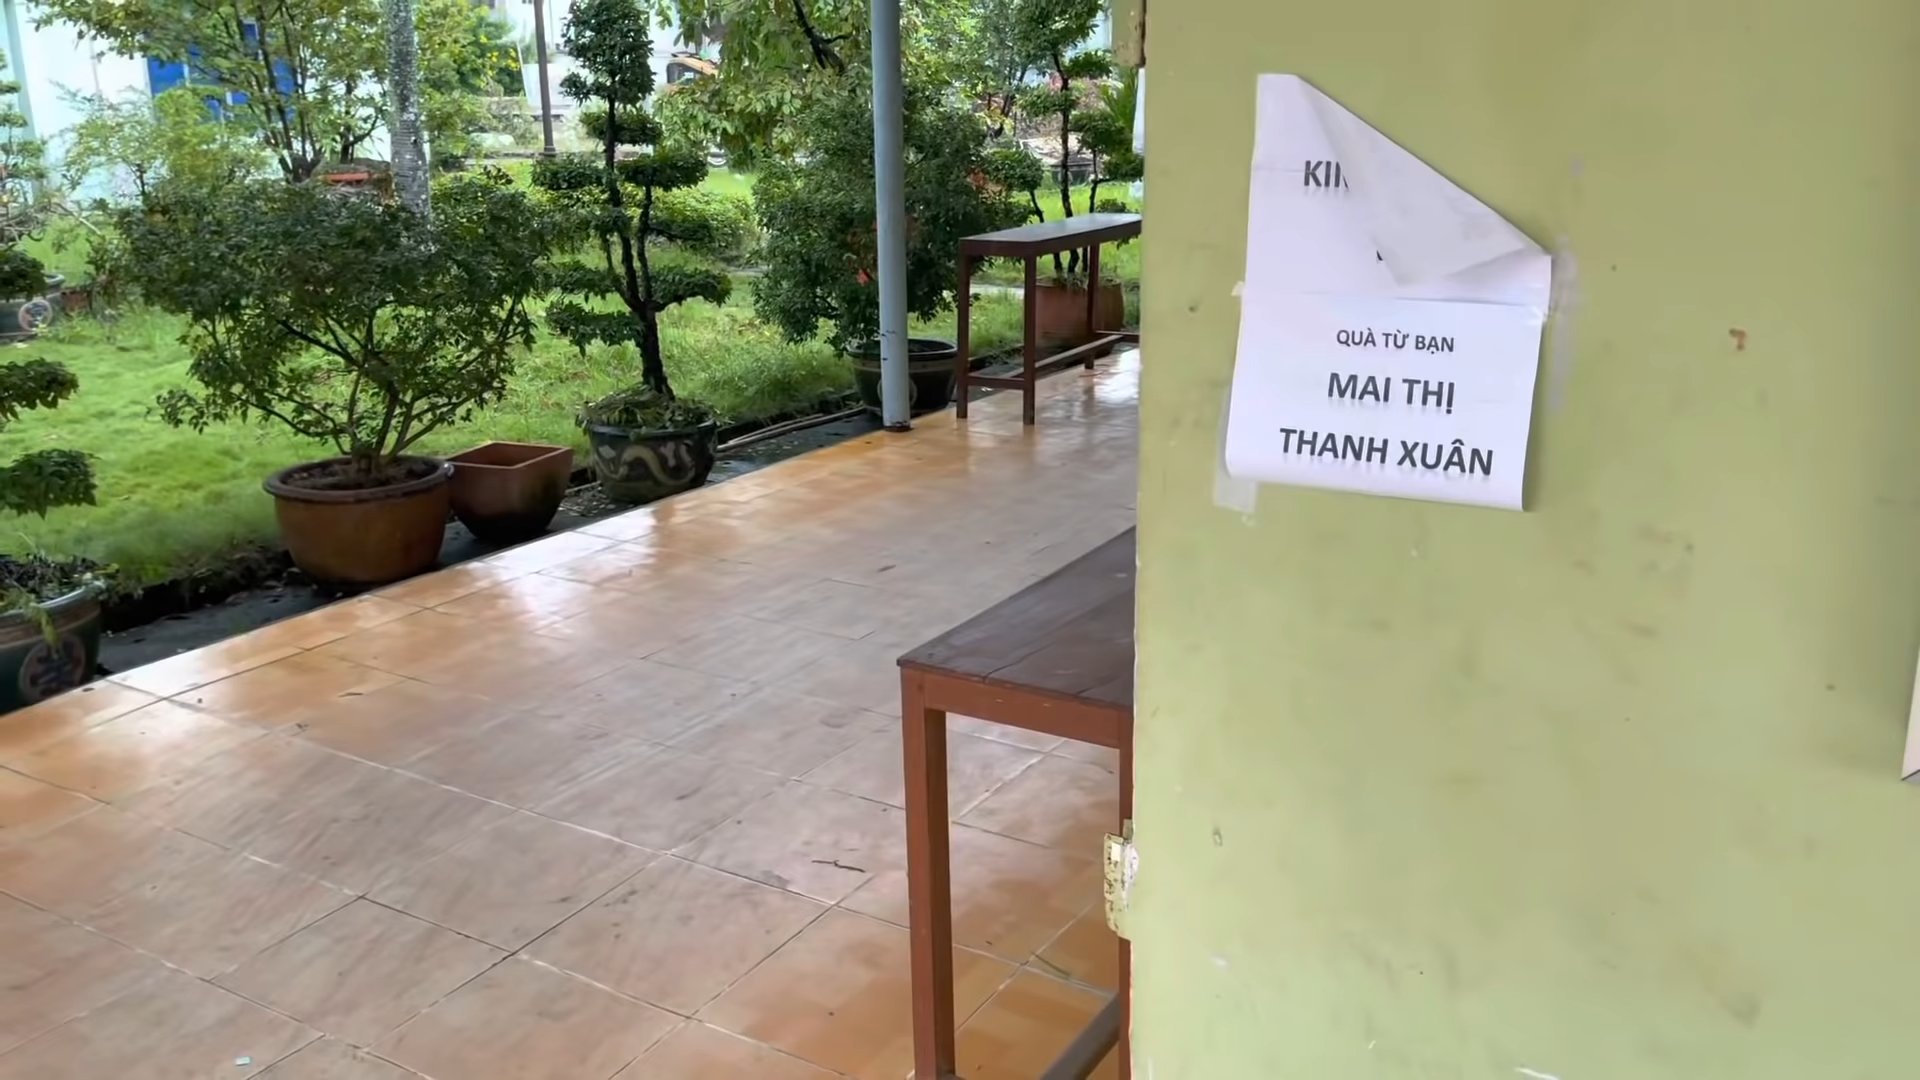 QUÀ TỪ BẠN
MAI THỊ
THANH XUÂN